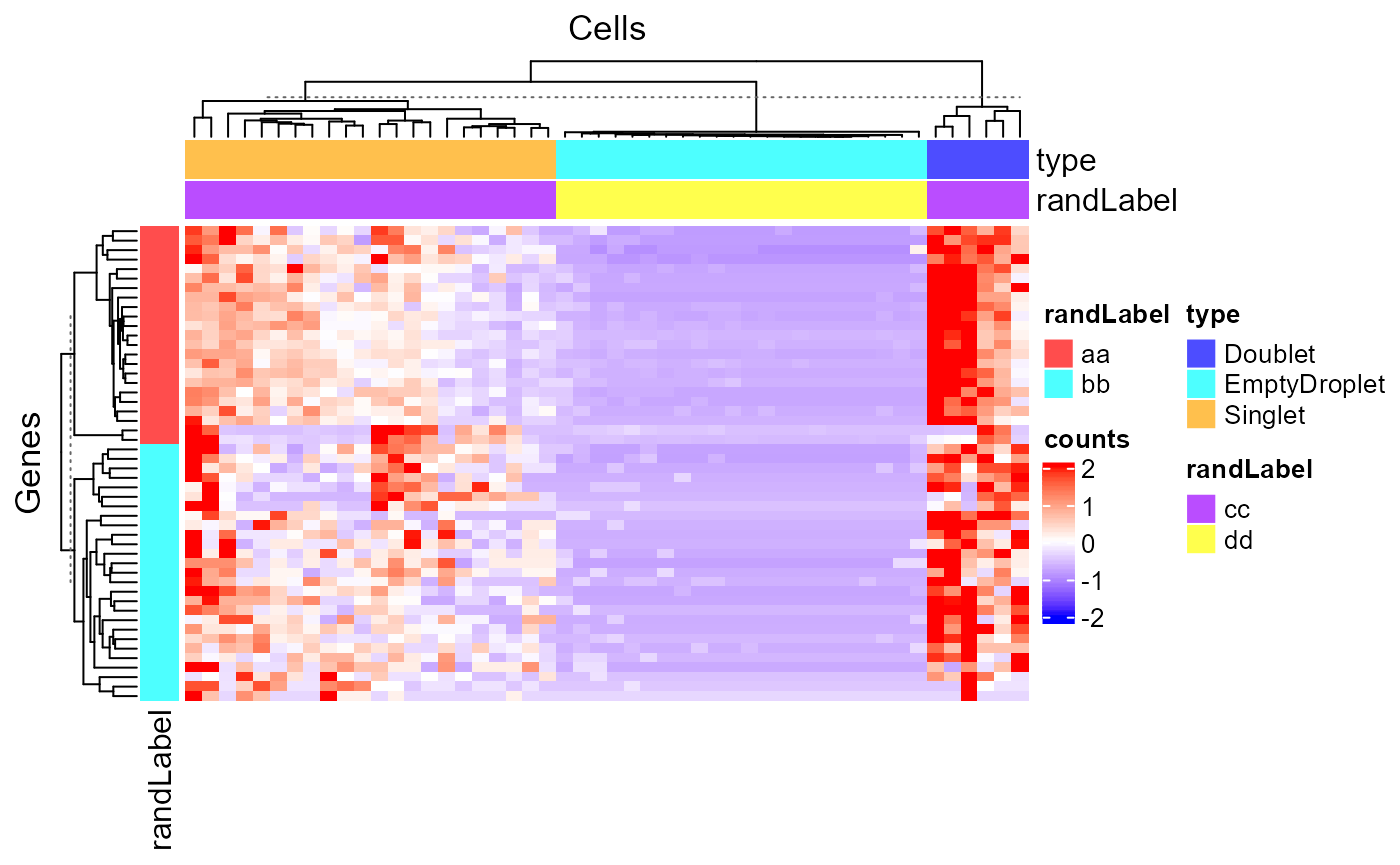 Cells
type
randLabel
Genes
randLabel
randLabel
aa
bb
counts
2
1
0
-1
-2
type
Doublet
EmptyDroplet
Singlet
randLabel
cc
dd